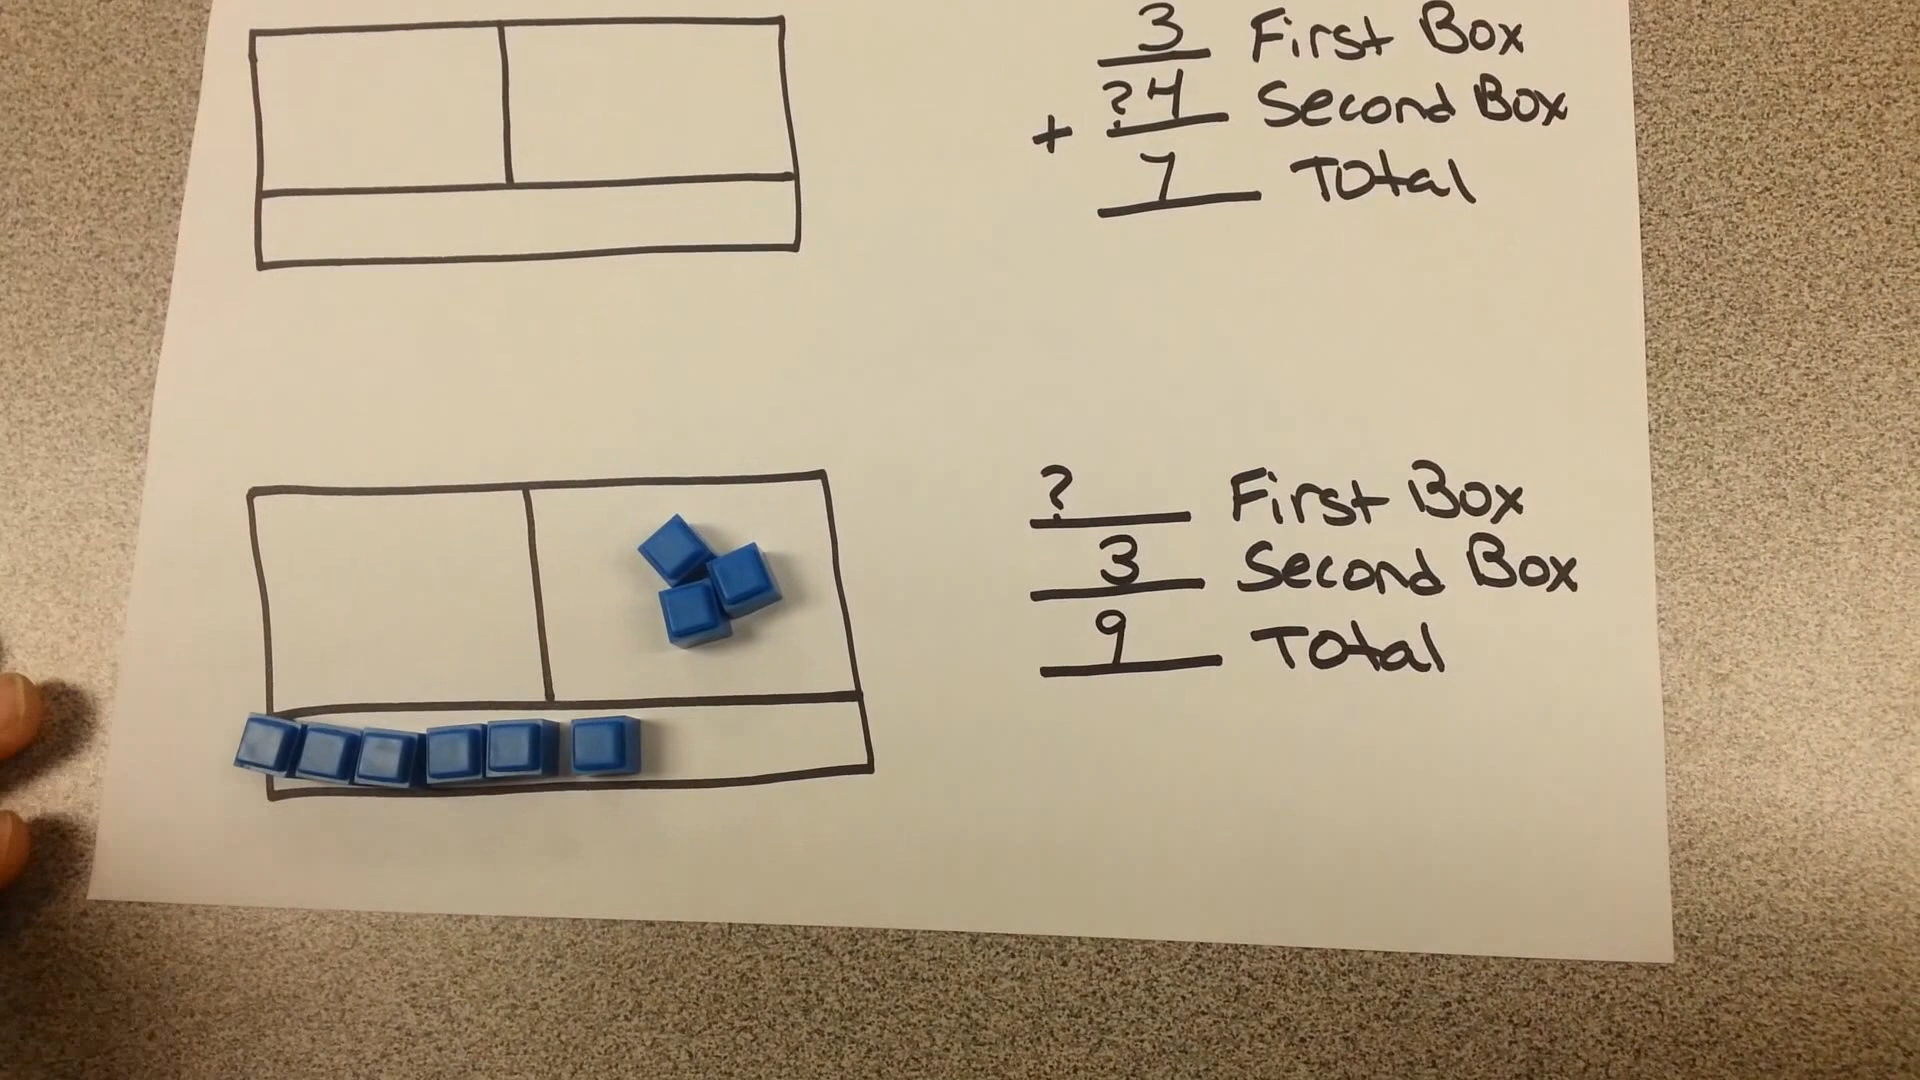 3 First Box
+ ?4 Second Box
7 Total
? First Box
3 Second Box
9 Total